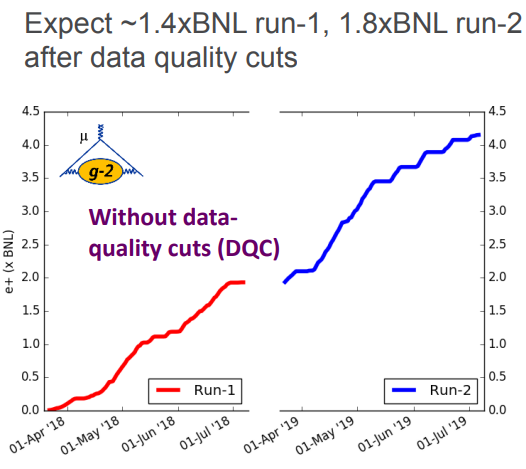 Expect ~1.4xBNL run-1, 1.8xBNL run-2
after data quality cuts
4.5
4.0
3.5
3.0
2.5
2.0
1.5
1.0
0.5
0.0
e+ (x BNL)
μ
g-2
Without data-
quality cuts (DQC)
Run-1
01-Apr '18
01-May '18
01-Jun '18
01-Jul '18
4.5
4.0
3.5
3.0
2.5
2.0
1.5
1.0
0.5
0.0
Run-2
01-Apr '19
01-May '19
01-Jun '19
01-Jul '19